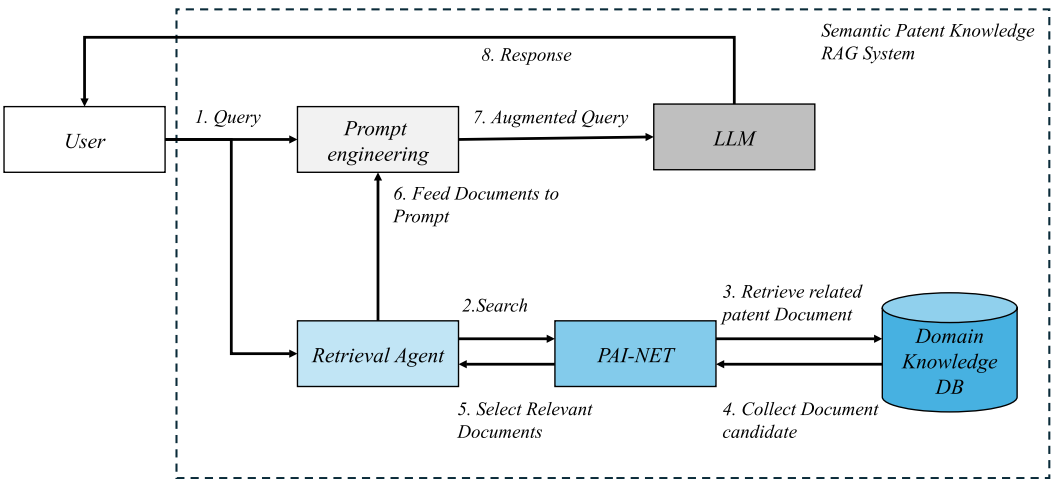 Semantic Patent Knowledge
RAG System
8. Response
1. Query
7. Augmented Query
User
Prompt
engineering
LLM
6. Feed Documents to
Prompt
2.Search
3. Retrieve related
patent Document
Retrieval Agent
PAI-NET
Domain
Knowledge
DB
5. Select Relevant
Documents
4. Collect Document
candidate